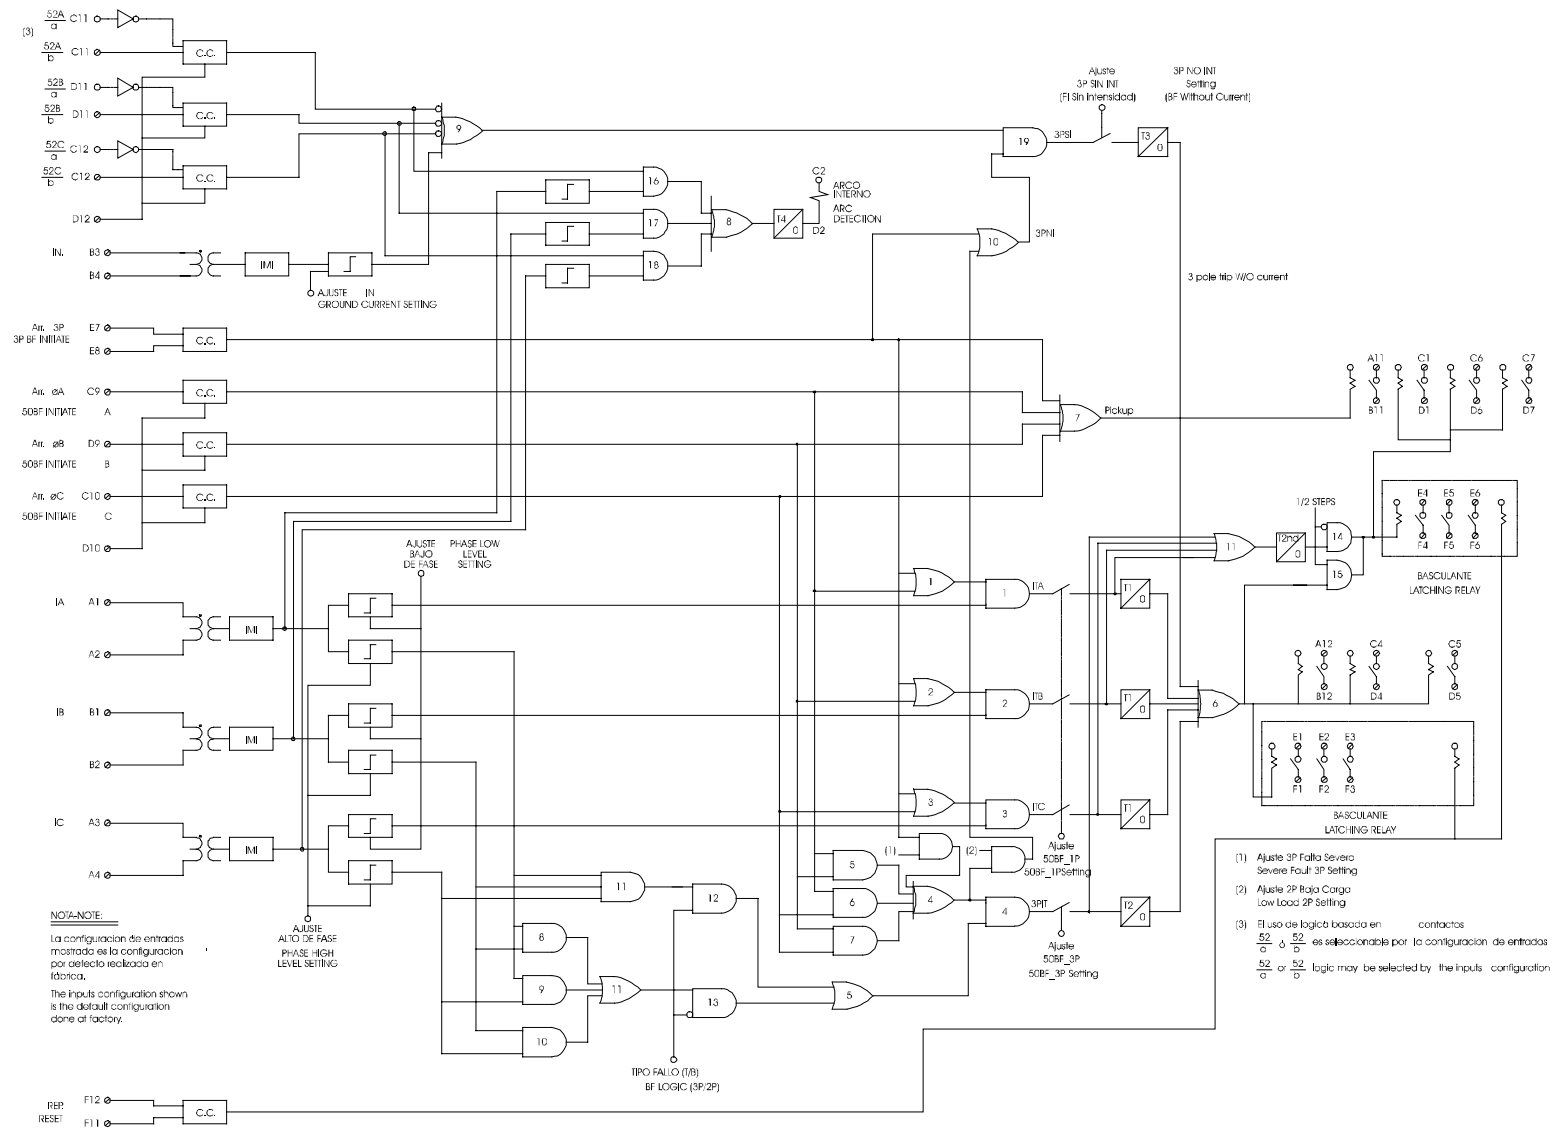 (3)
52A
a
C11
52A
b
C11
C.C.
52B
a
D11
52B
b
D11
C.C.
52C
a
C12
52C
b
C12
C.C.
D12
IN.
B3
B4
IMI
AJUSTE IN
GROUND CURRENT SETTING
9
16
17
18
8
T4
0
C2
ARCO
INTERNO
ARC
DETECTION
D2
Ajuste
3P SIN INT
(FI Sin Intensidad)
3P NO INT
Setting
(BF Without Current)
19
3PSI
T3
0
10
3PNI
3 pole trip W/O current
Arr. 3P
3P BF INITIATE
E7
E8
C.C.
Arr. øA
C9
50BF INITIATE A
C.C.
Arr. øB
D9
50BF INITIATE B
C.C.
Arr. øC
C10
50BF INITIATE C
C.C.
D10
7
Pickup
A11
B11
C1
D1
C6
D6
C7
D7
1/2 STEPS
11
T2nd
0
14
15
E4
E5
E6
F4
F5
F6
BASCULANTE
LATCHING RELAY
AJUSTE
BAJO
DE FASE
PHASE LOW
LEVEL
SETTING
IA
A1
A2
IMI
IB
B1
B2
IMI
IC
A3
A4
IMI
1
1
ITA
T1
0
2
2
ITB
T1
0
3
3
ITC
T1
0
6
A12
B12
C4
D4
C5
D5
E1
E2
E3
F1
F2
F3
BASCULANTE
LATCHING RELAY
Ajuste
50BF_1P
50BF_1PSetting
(1)
(2)
5
6
7
4
4
3PIT
T2
0
Ajuste
50BF_3P
50BF_3P Setting
11
12
8
9
10
11
13
5
AJUSTE
ALTO DE FASE
PHASE HIGH
LEVEL SETTING
TIPO FALLO (T/B)
BF LOGIC (3P/2P)
NOTA-NOTE:
La configuracion de entradas
mostrada es la configuracion
por defecto realizada en
fábrica.
The inputs configuration shown
is the default configuration
done at factory.
(1) Ajuste 3P Falta Severa
Severe Fault 3P Setting
(2) Ajuste 2P Baja Carga
Low Load 2P Setting
(3) El uso de logica basada en contactos
52
a
ó
52
b
es seleccionable por la configuracion de entradas
52
a
or
52
b
logic may be selected by the inputs configuration
REP.
RESET
F12
F11
C.C.